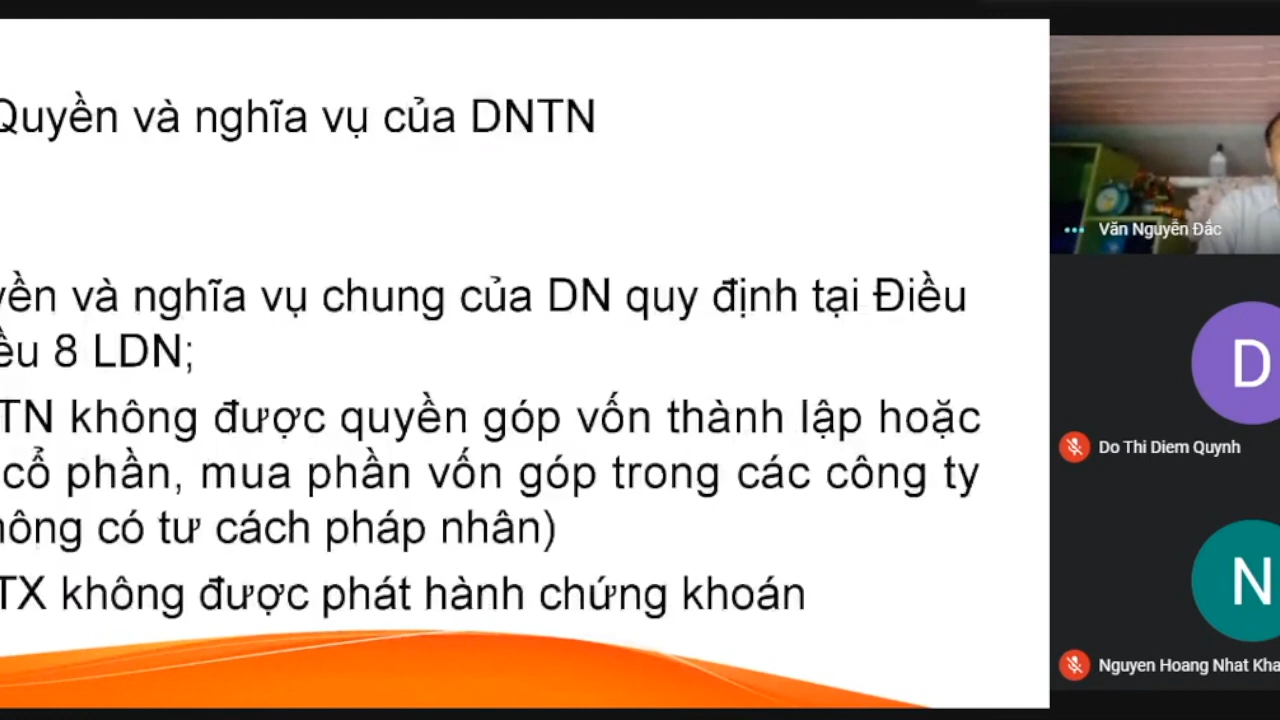 Quyền và nghĩa vụ của DNTN
yền và nghĩa vụ chung của DN quy định tại Điều
ều 8 LDN;
TN không được quyền góp vốn thành lập hoặc
cổ phần, mua phần vốn góp trong các công ty
hông có tư cách pháp nhân)
TX không được phát hành chứng khoán
Văn Nguyễn Đắc
D
Do Thi Diem Quynh
N
Nguyen Hoang Nhat Kha